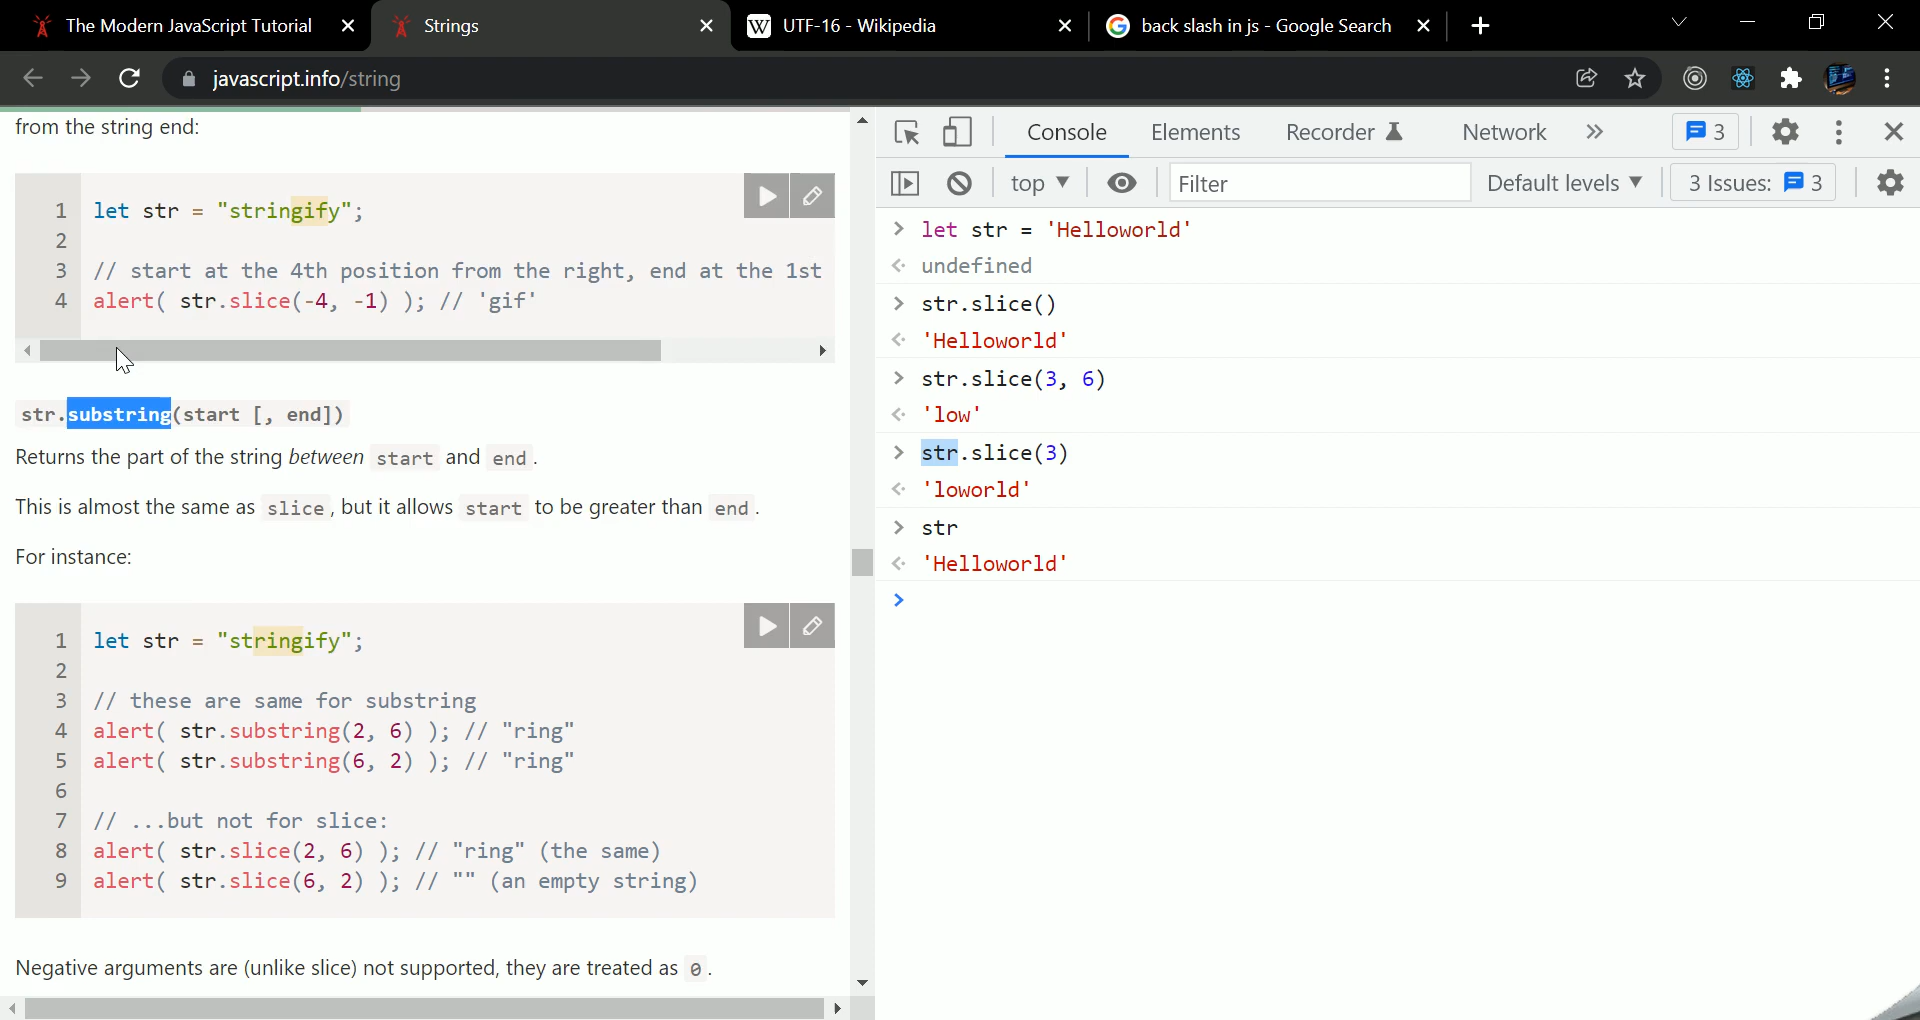 The Modern JavaScript Tutorial
Strings
UTF-16 - Wikipedia
back slash in js - Google Search
javascript.info/string
from the string end:
1 let str = "stringify";
2
3 // start at the 4th position from the right, end at the 1st
4 alert( str.slice(-4, -1) ); // 'gif'
str.substring(start [, end])
Returns the part of the string between start and end.
This is almost the same as slice, but it allows start to be greater than end.
For instance:
1 let str = "stringify";
2
3 // these are same for substring
4 alert( str.substring(2, 6) ); // "ring"
5 alert( str.substring(6, 2) ); // "ring"
6
7 // ...but not for slice:
8 alert( str.slice(2, 6) ); // "ring" (the same)
9 alert( str.slice(6, 2) ); // "" (an empty string)
Negative arguments are (unlike slice) not supported, they are treated as 0.
Console Elements Recorder Network 3
top Filter Default levels 3 Issues: 3
let str = 'Helloworld'
undefined
str.slice()
'Helloworld'
str.slice(3, 6)
'low'
str.slice(3)
'loworld'
str
'Helloworld'